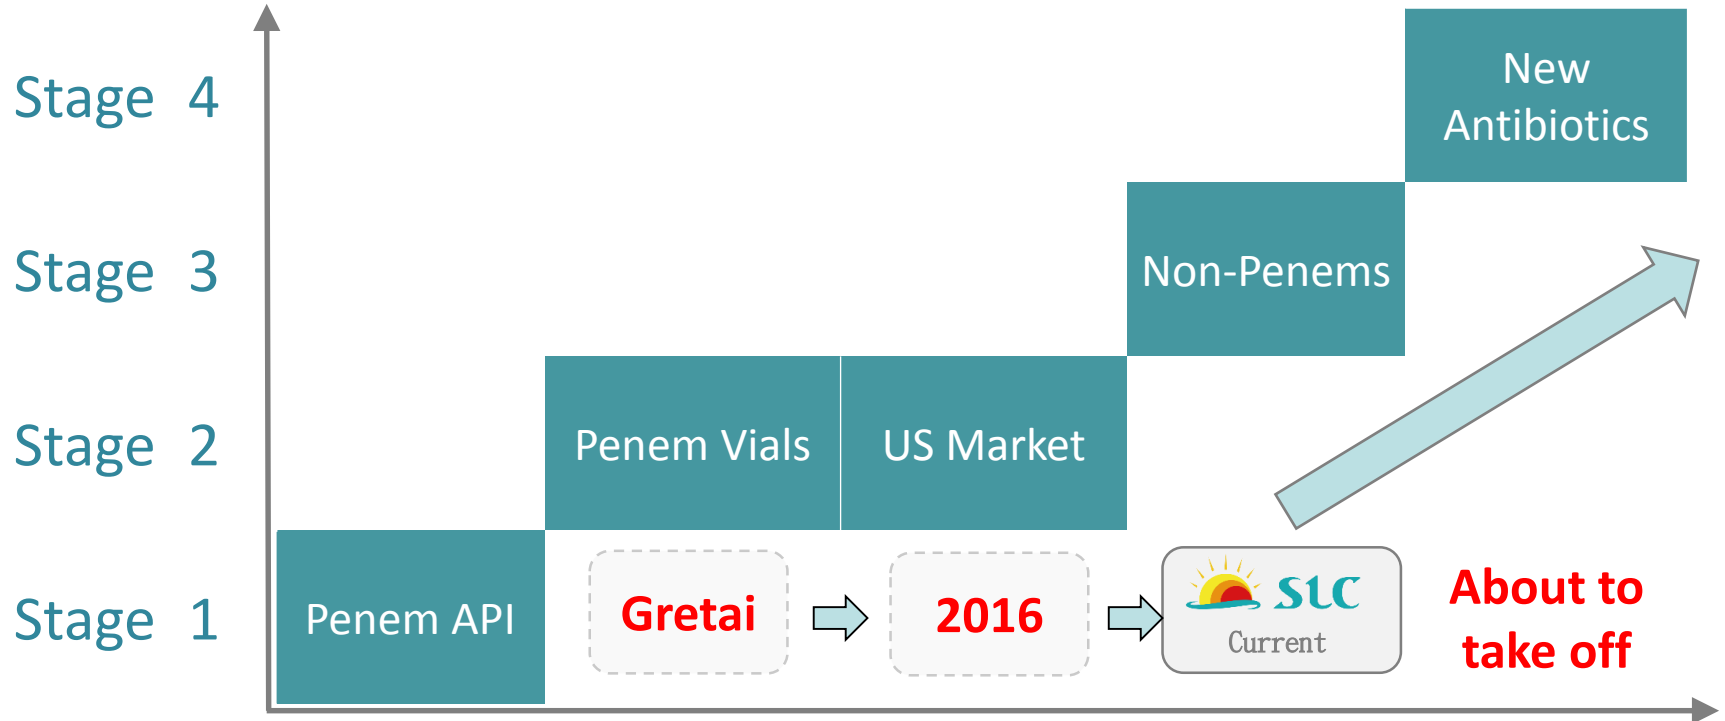 Stage 4
New
Antibiotics
Stage 3
Non-Penems
Stage 2
Penem Vials
US Market
Stage 1
Penem API
Gretai
2016
SLC
Current
About to
take off